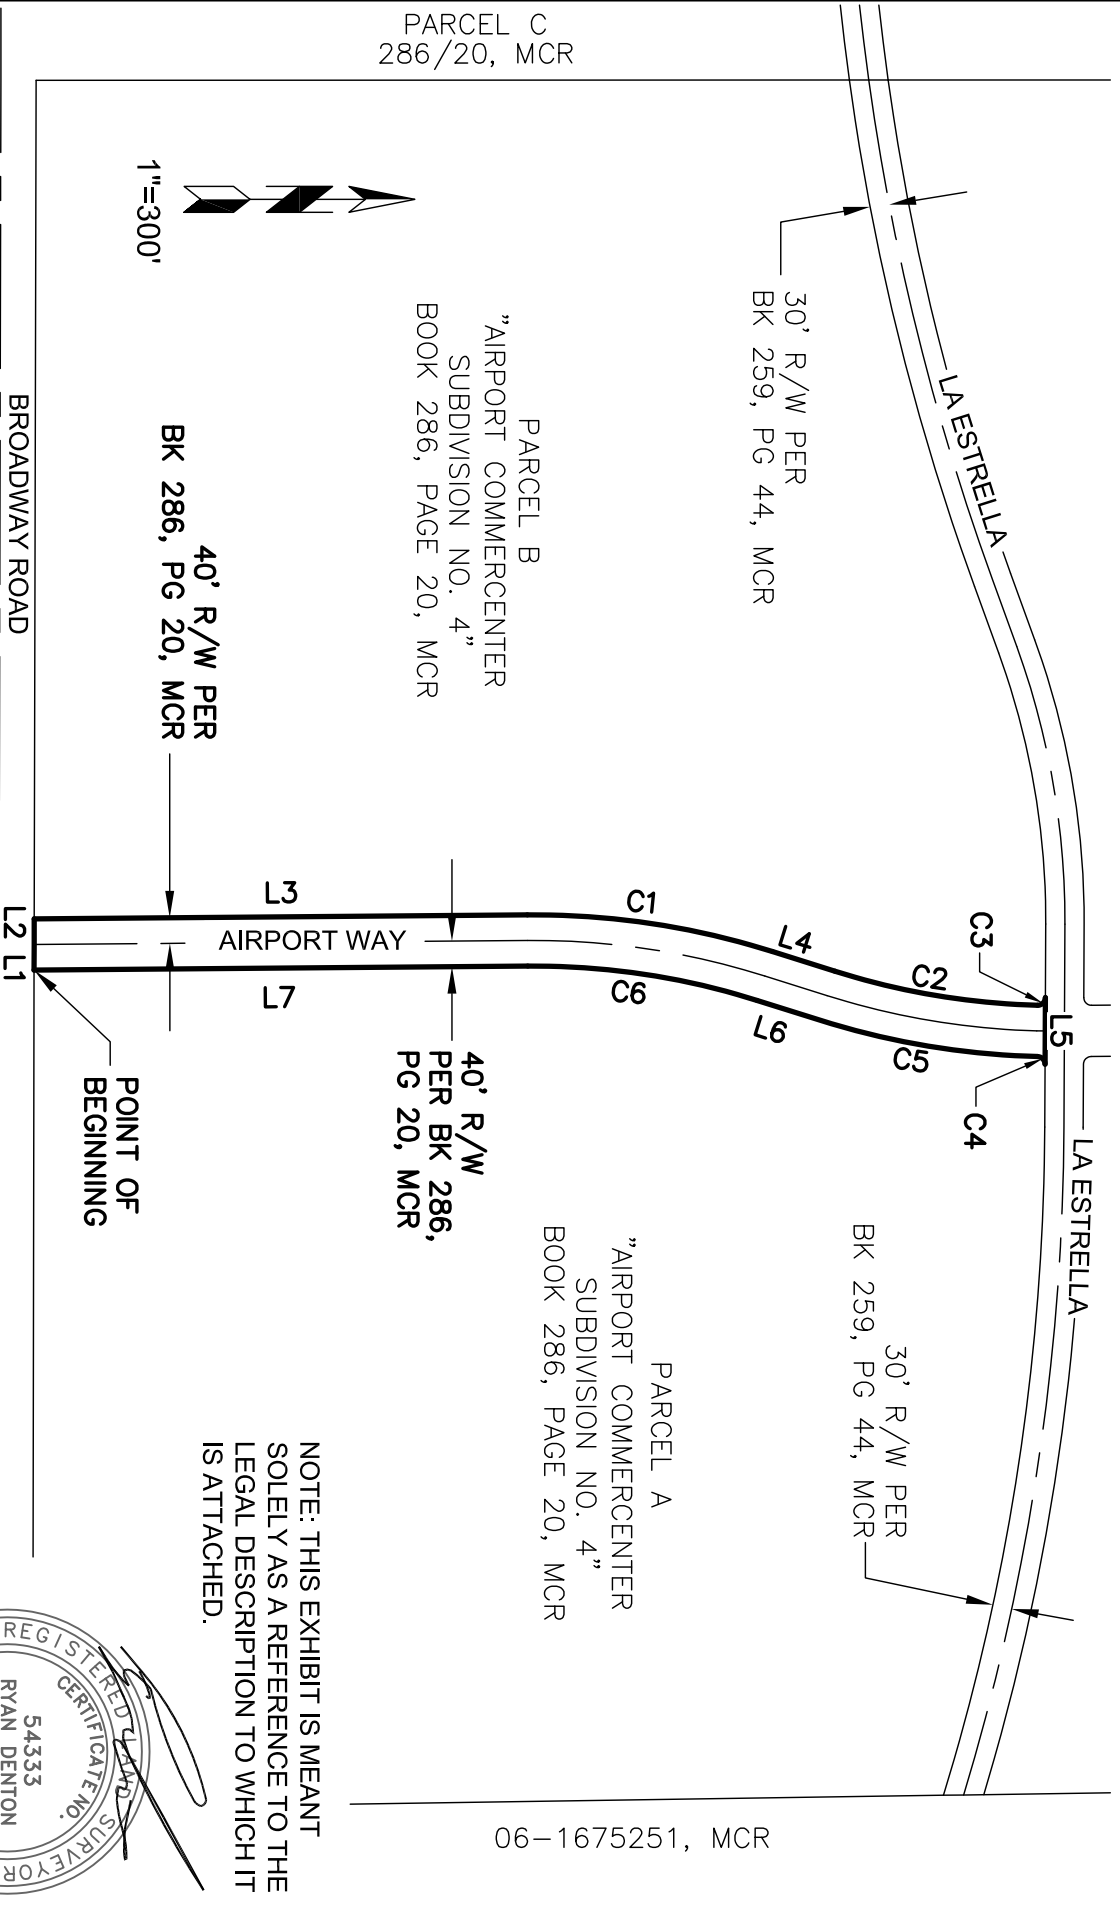 PARCEL C
286/20, MCR
1"=300'
30' R/W PER
BK 259, PG 44, MCR
LA ESTRELLA
PARCEL B
"AIRPORT COMMERCENTER
SUBDIVISION NO. 4"
BOOK 286, PAGE 20, MCR
40' R/W PER
BK 286, PG 20, MCR
BROADWAY ROAD
C3
L5
C4
C2
C5
L4
L6
C1
C6
L3
AIRPORT WAY
L7
L2
L1
40' R/W
PER BK 286,
PG 20, MCR
POINT OF
BEGINNING
LA ESTRELLA
30' R/W PER
BK 259, PG 44, MCR
PARCEL A
"AIRPORT COMMERCENTER
SUBDIVISION NO. 4"
BOOK 286, PAGE 20, MCR
NOTE: THIS EXHIBIT IS MEANT
SOLELY AS A REFERENCE TO THE
LEGAL DESCRIPTION TO WHICH IT
IS ATTACHED.
06-1675251, MCR
REGISTERED LAND SURVEYOR
CERTIFICATE NO.
54333
RYAN DENTON